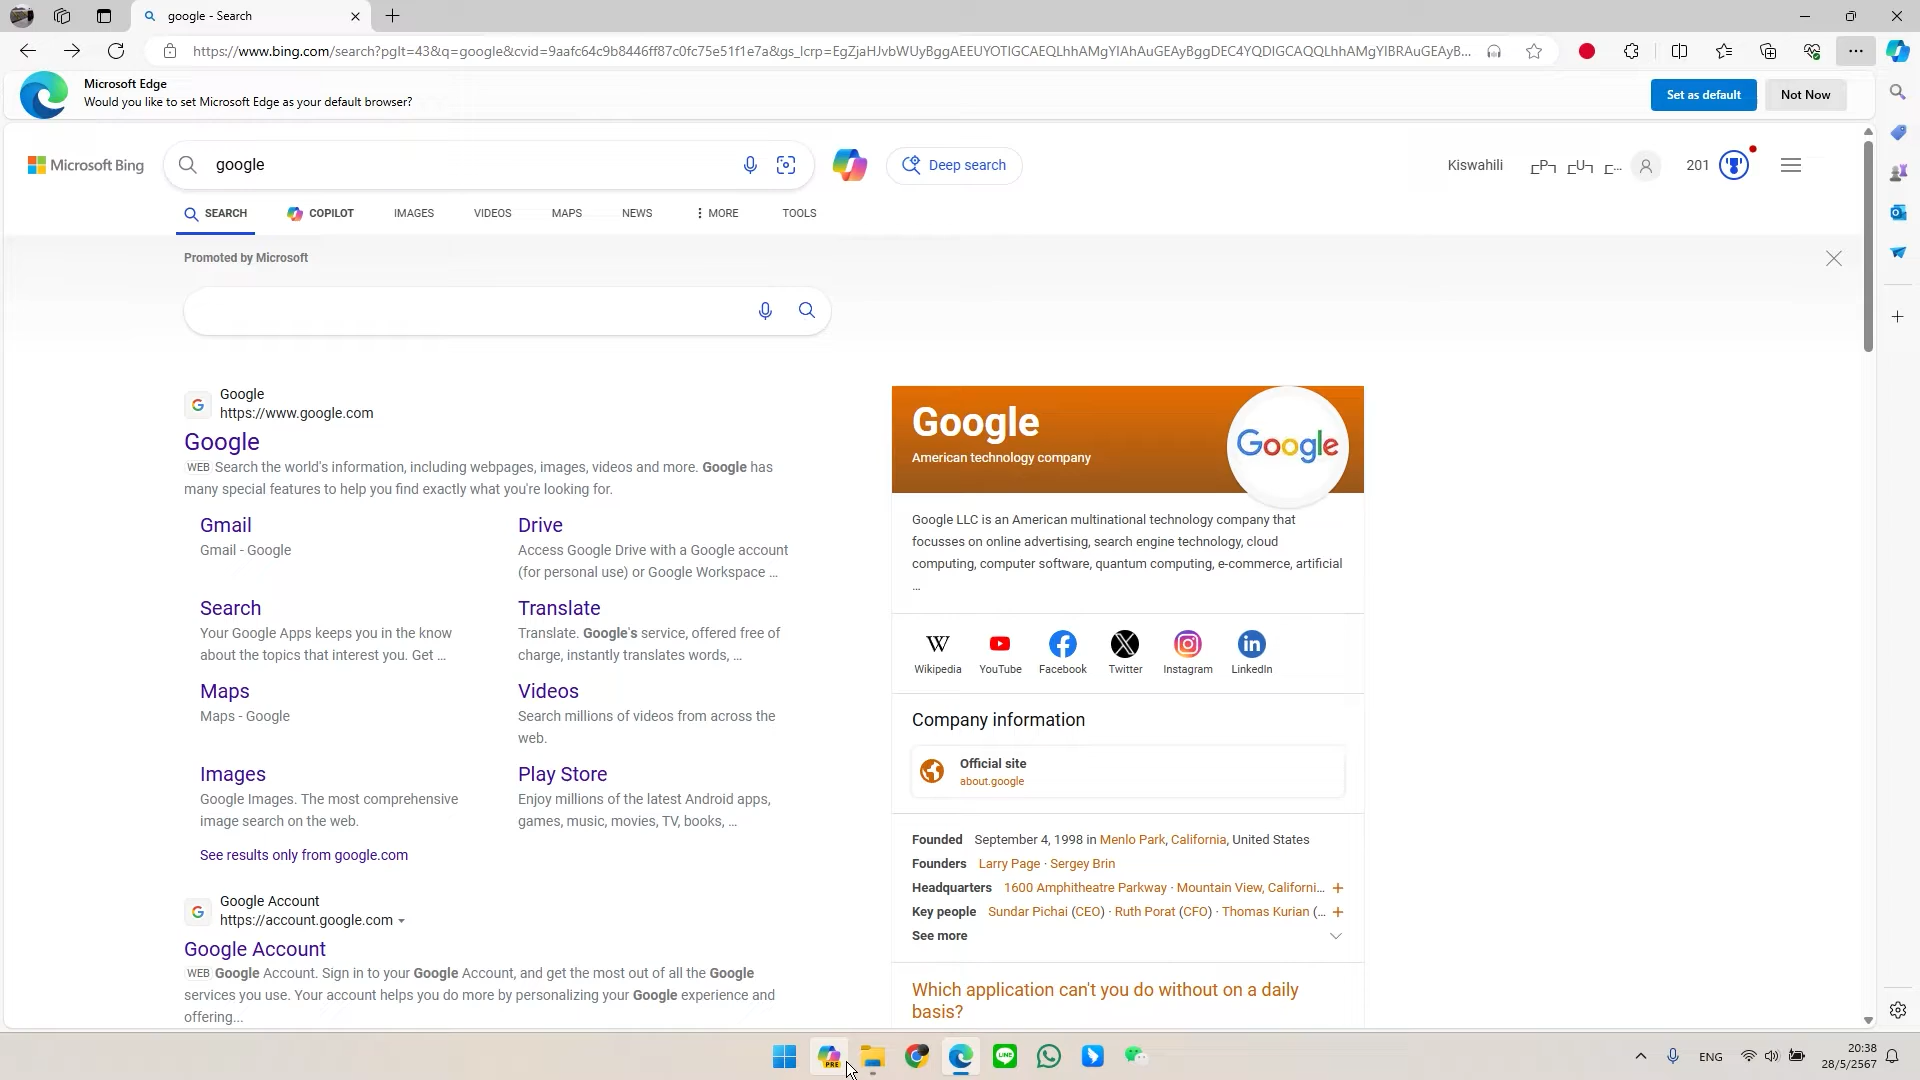 google - Search
https://www.bing.com/search?pglt=43&q=google&cvid=9aafc64c9b8446ff87c0fc75e51f1e7a&gs_lcrp=EgZjaHJvbWUyBggAEEUYOTIGCAEQLhhAMgYIAhAuGEAyBggDEC4YQDIGCAQQLhhAMgYIBRAuGEAyB...
Microsoft Edge
Would you like to set Microsoft Edge as your default browser?
Set as default
Not Now
Microsoft Bing
google
Deep search
Kiswahili
201
SEARCH
COPILOT
IMAGES
VIDEOS
MAPS
NEWS
MORE
TOOLS
Promoted by Microsoft
Google
https://www.google.com
Google
WEB Search the world's information, including webpages, images, videos and more. Google has
many special features to help you find exactly what you're looking for.
Gmail
Gmail - Google
Drive
Access Google Drive with a Google account
(for personal use) or Google Workspace ...
Search
Your Google Apps keeps you in the know
about the topics that interest you. Get ...
Translate
Translate. Google's service, offered free of
charge, instantly translates words, ...
Maps
Maps - Google
Videos
Search millions of videos from across the
web.
Images
Google Images. The most comprehensive
image search on the web.
Play Store
Enjoy millions of the latest Android apps,
games, music, movies, TV, books, ...
See results only from google.com
Google Account
https://account.google.com
Google Account
WEB Google Account. Sign in to your Google Account, and get the most out of all the Google
services you use. Your account helps you do more by personalizing your Google experience and
offering...
Google
American technology company
Google
Google LLC is an American multinational technology company that
focusses on online advertising, search engine technology, cloud
computing, computer software, quantum computing, e-commerce, artificial
...
Wikipedia
YouTube
Facebook
Twitter
Instagram
LinkedIn
Company information
Official site
about.google
Founded September 4, 1998 in Menlo Park, California, United States
Founders Larry Page · Sergey Brin
Headquarters 1600 Amphitheatre Parkway · Mountain View, Californi...
Key people Sundar Pichai (CEO) · Ruth Porat (CFO) · Thomas Kurian (...
See more
Which application can't you do without on a daily
basis?
PRE
LINE
ENG
20:38
28/5/2567